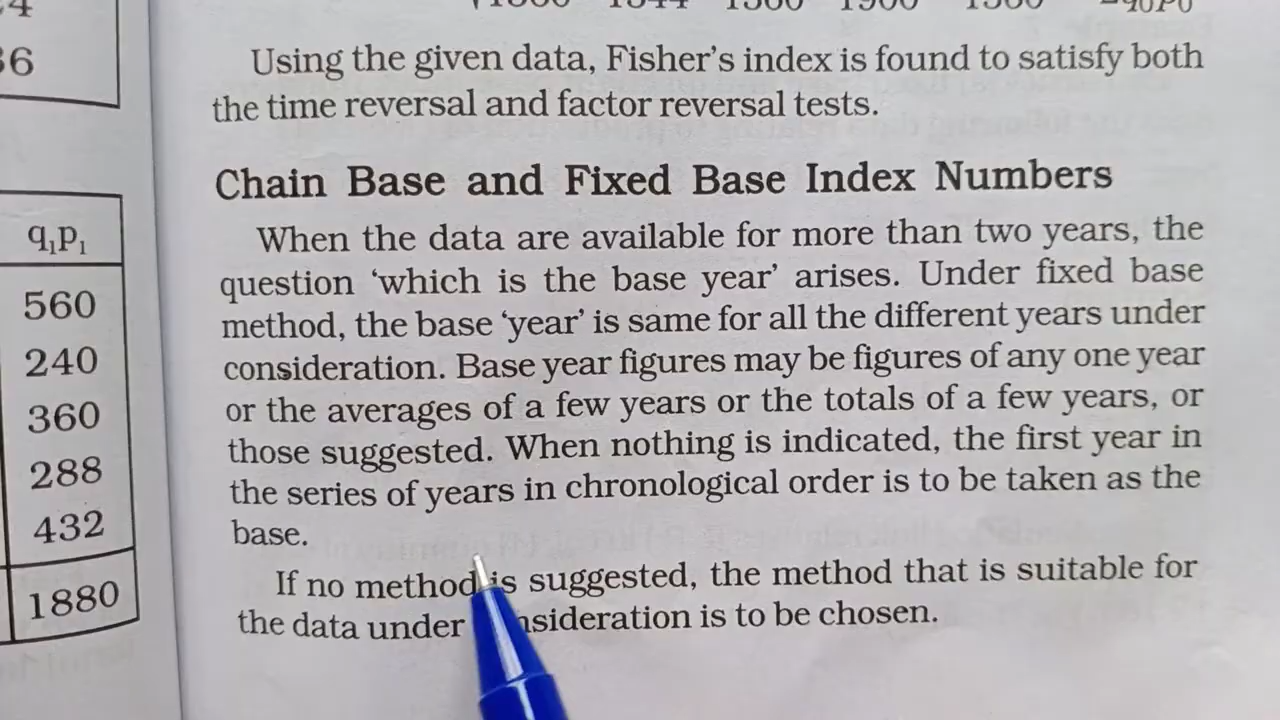 36
q₁p₁
560
240
360
288
432
1880
Using the given data, Fisher's index is found to satisfy both
the time reversal and factor reversal tests.
Chain Base and Fixed Base Index Numbers
When the data are available for more than two years, the
question 'which is the base year' arises. Under fixed base
method, the base 'year' is same for all the different years under
consideration. Base year figures may be figures of any one year
or the averages of a few years or the totals of a few years, or
those suggested. When nothing is indicated, the first year in
the series of years in chronological order is to be taken as the
base.
If no method is suggested, the method that is suitable for
the data under nsideration is to be chosen.